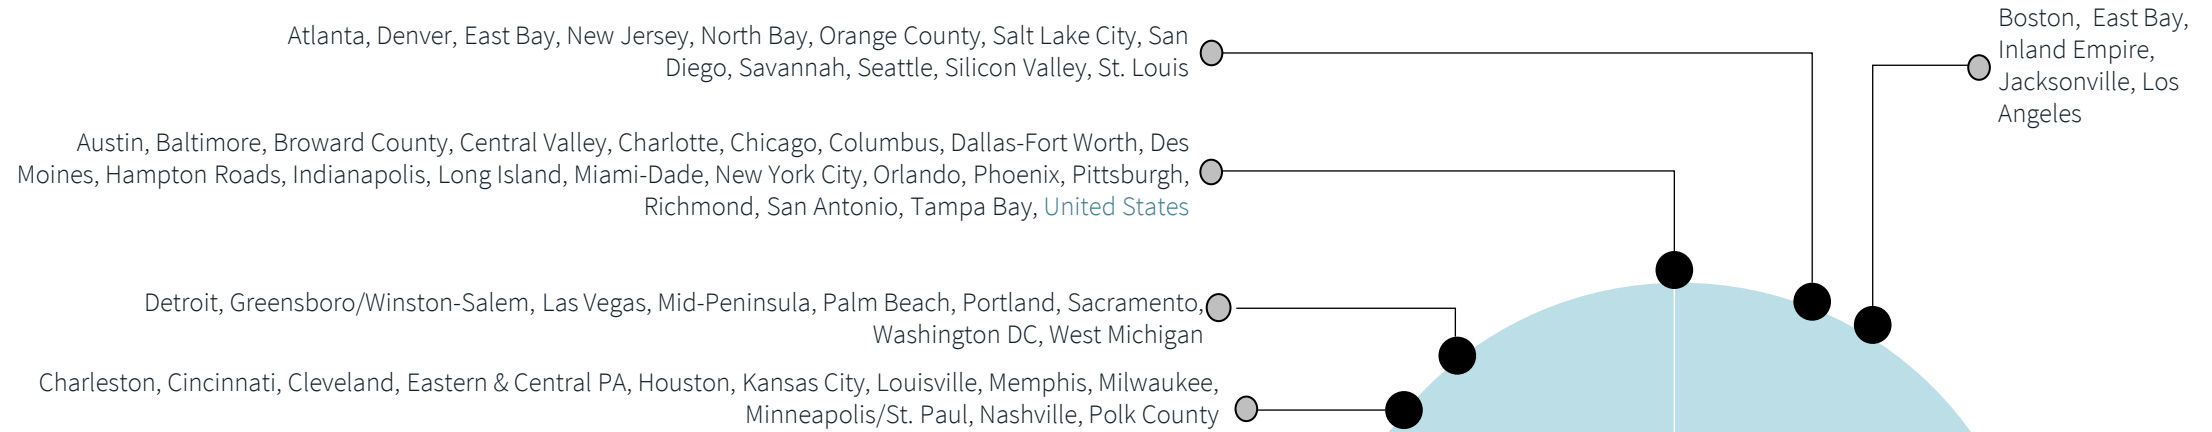 Atlanta, Denver, East Bay, New Jersey, North Bay, Orange County, Salt Lake City, San
Diego, Savannah, Seattle, Silicon Valley, St. Louis
Boston,  East Bay,
Inland Empire,
Jacksonville, Los
Angeles
Austin, Baltimore, Broward County, Central Valley, Charlotte, Chicago, Columbus, Dallas-Fort Worth, Des
Moines, Hampton Roads, Indianapolis, Long Island, Miami-Dade, New York City, Orlando, Phoenix, Pittsburgh,
Richmond, San Antonio, Tampa Bay, United States
Detroit, Greensboro/Winston-Salem, Las Vegas, Mid-Peninsula, Palm Beach, Portland, Sacramento,
Washington DC, West Michigan
Charleston, Cincinnati, Cleveland, Eastern & Central PA, Houston, Kansas City, Louisville, Memphis, Milwaukee,
Minneapolis/St. Paul, Nashville, Polk County